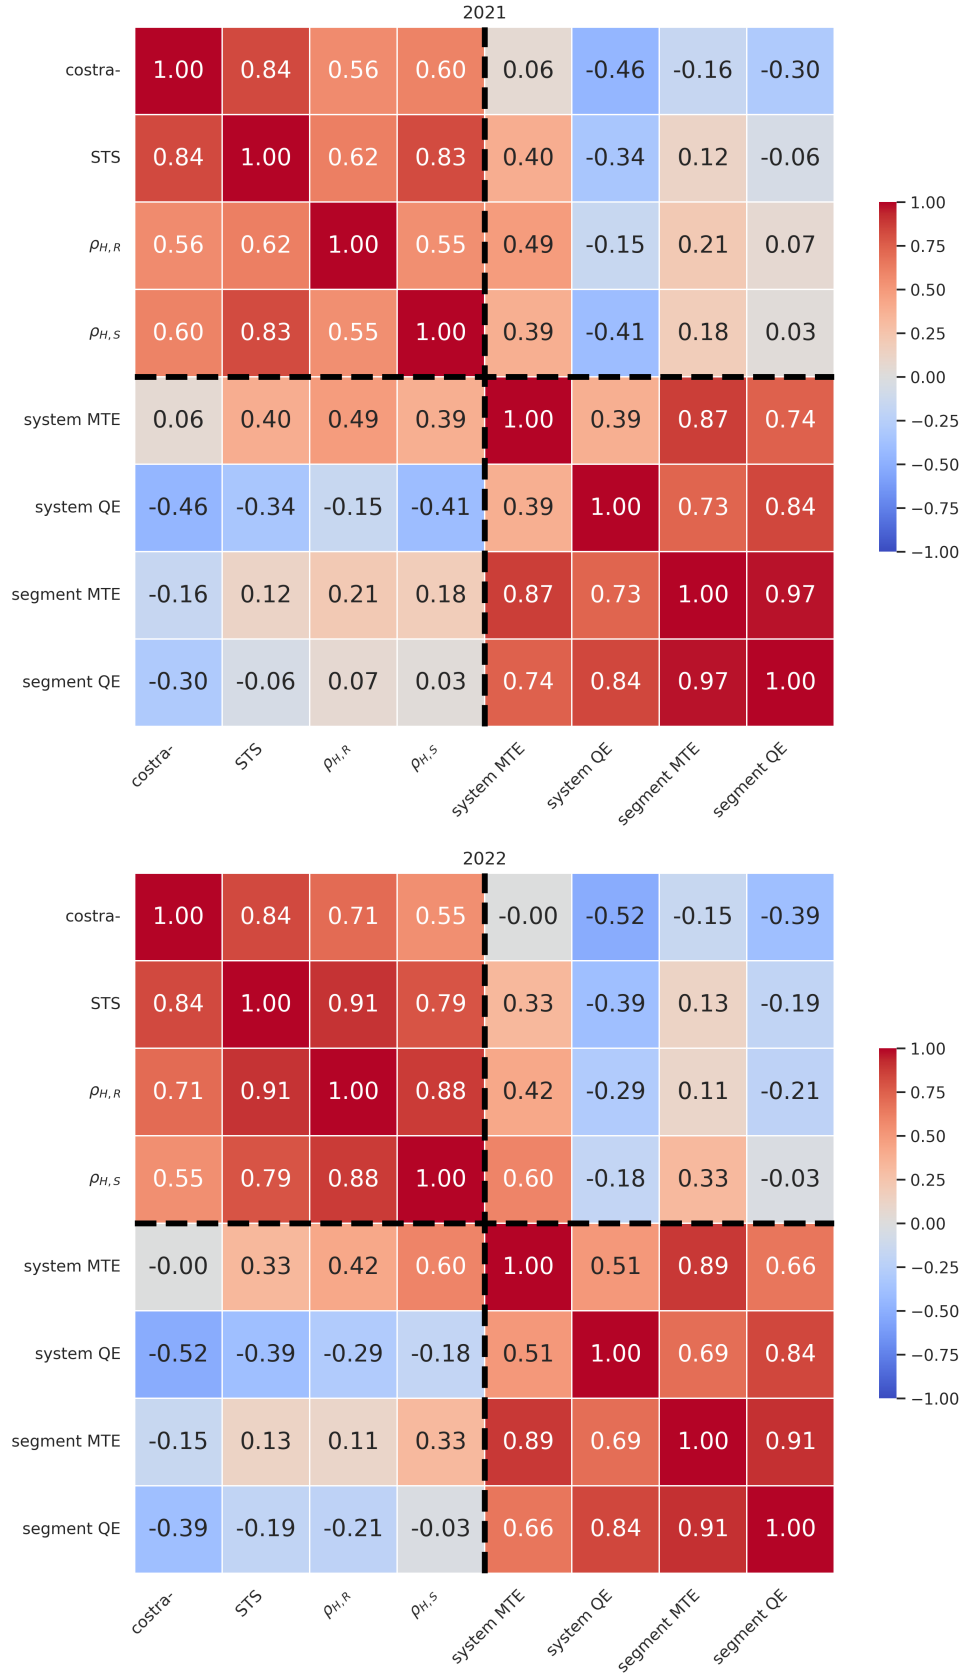 2021
costra- 1.00 0.84 0.56 0.60 0.06 -0.46 -0.16 -0.30
STS 0.84 1.00 0.62 0.83 0.40 -0.34 0.12 -0.06
ρH,R 0.56 0.62 1.00 0.55 0.49 -0.15 0.21 0.07
ρH,S 0.60 0.83 0.55 1.00 0.39 -0.41 0.18 0.03
system MTE 0.06 0.40 0.49 0.39 1.00 0.39 0.87 0.74
system QE -0.46 -0.34 -0.15 -0.41 0.39 1.00 0.73 0.84
segment MTE -0.16 0.12 0.21 0.18 0.87 0.73 1.00 0.97
segment QE -0.30 -0.06 0.07 0.03 0.74 0.84 0.97 1.00
costra- STS ρH,R ρH,S system MTE system QE segment MTE segment QE
1.00
0.75
0.50
0.25
0.00
−0.25
−0.50
−0.75
−1.00
2022
costra- 1.00 0.84 0.71 0.55 -0.00 -0.52 -0.15 -0.39
STS 0.84 1.00 0.91 0.79 0.33 -0.39 0.13 -0.19
ρH,R 0.71 0.91 1.00 0.88 0.42 -0.29 0.11 -0.21
ρH,S 0.55 0.79 0.88 1.00 0.60 -0.18 0.33 -0.03
system MTE -0.00 0.33 0.42 0.60 1.00 0.51 0.89 0.66
system QE -0.52 -0.39 -0.29 -0.18 0.51 1.00 0.69 0.84
segment MTE -0.15 0.13 0.11 0.33 0.89 0.69 1.00 0.91
segment QE -0.39 -0.19 -0.21 -0.03 0.66 0.84 0.91 1.00
costra- STS ρH,R ρH,S system MTE system QE segment MTE segment QE
1.00
0.75
0.50
0.25
0.00
−0.25
−0.50
−0.75
−1.00